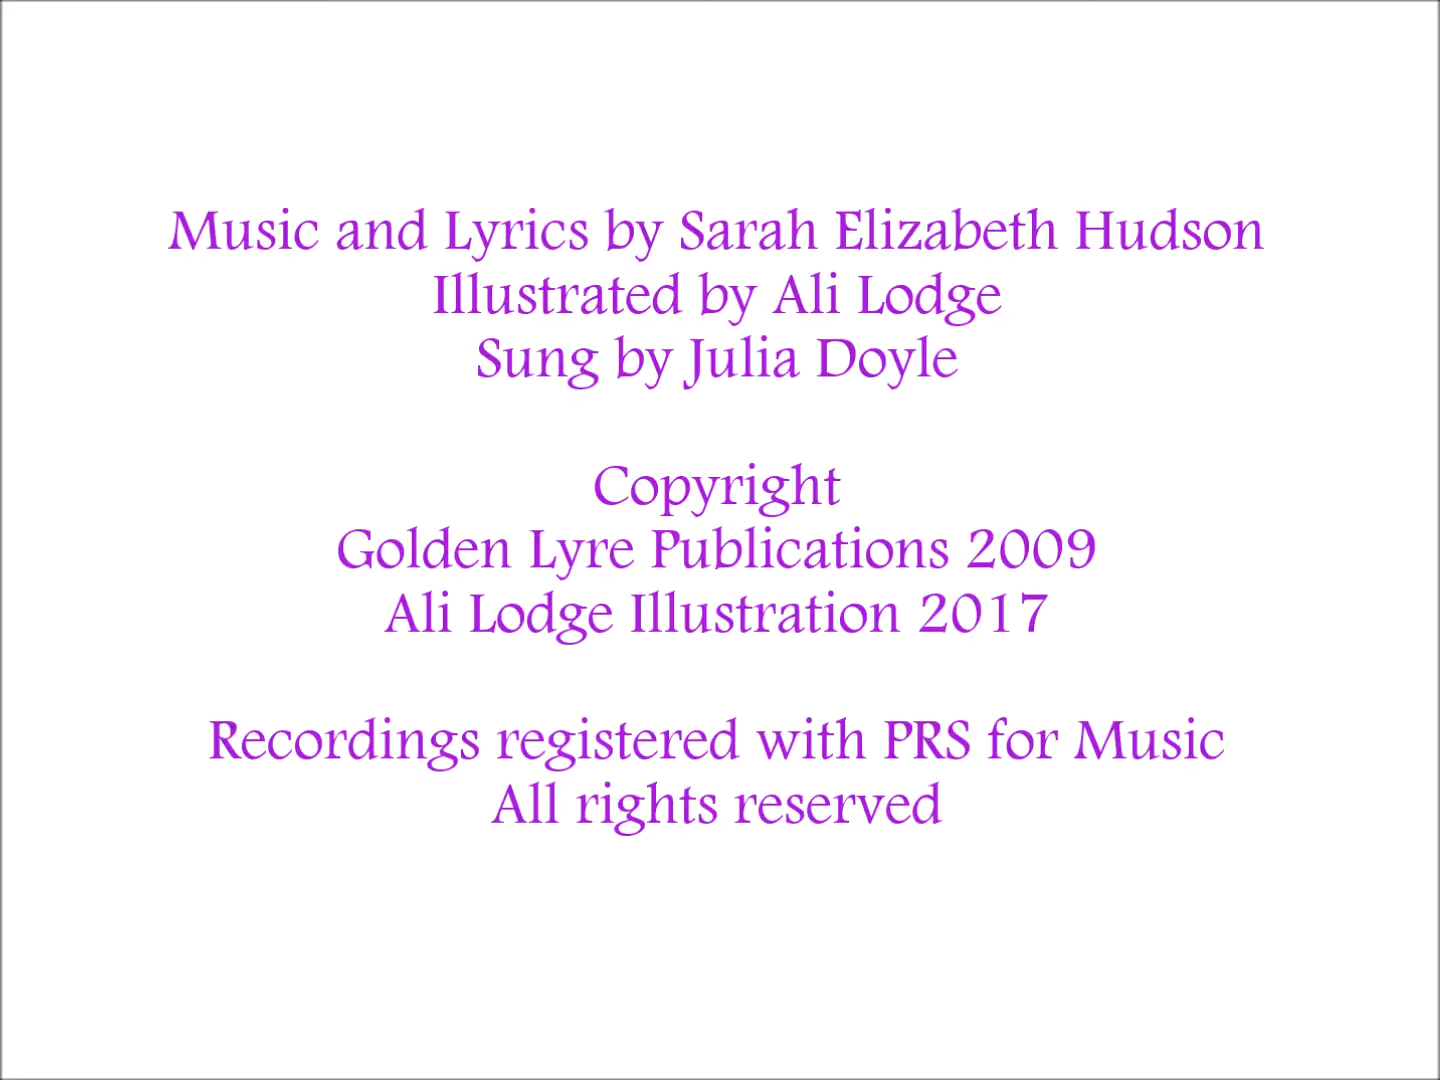 Music and Lyrics by Sarah Elizabeth Hudson
Illustrated by Ali Lodge
Sung by Julia Doyle
Copyright
Golden Lyre Publications 2009
Ali Lodge Illustration 2017
Recordings registered with PRS for Music
All rights reserved